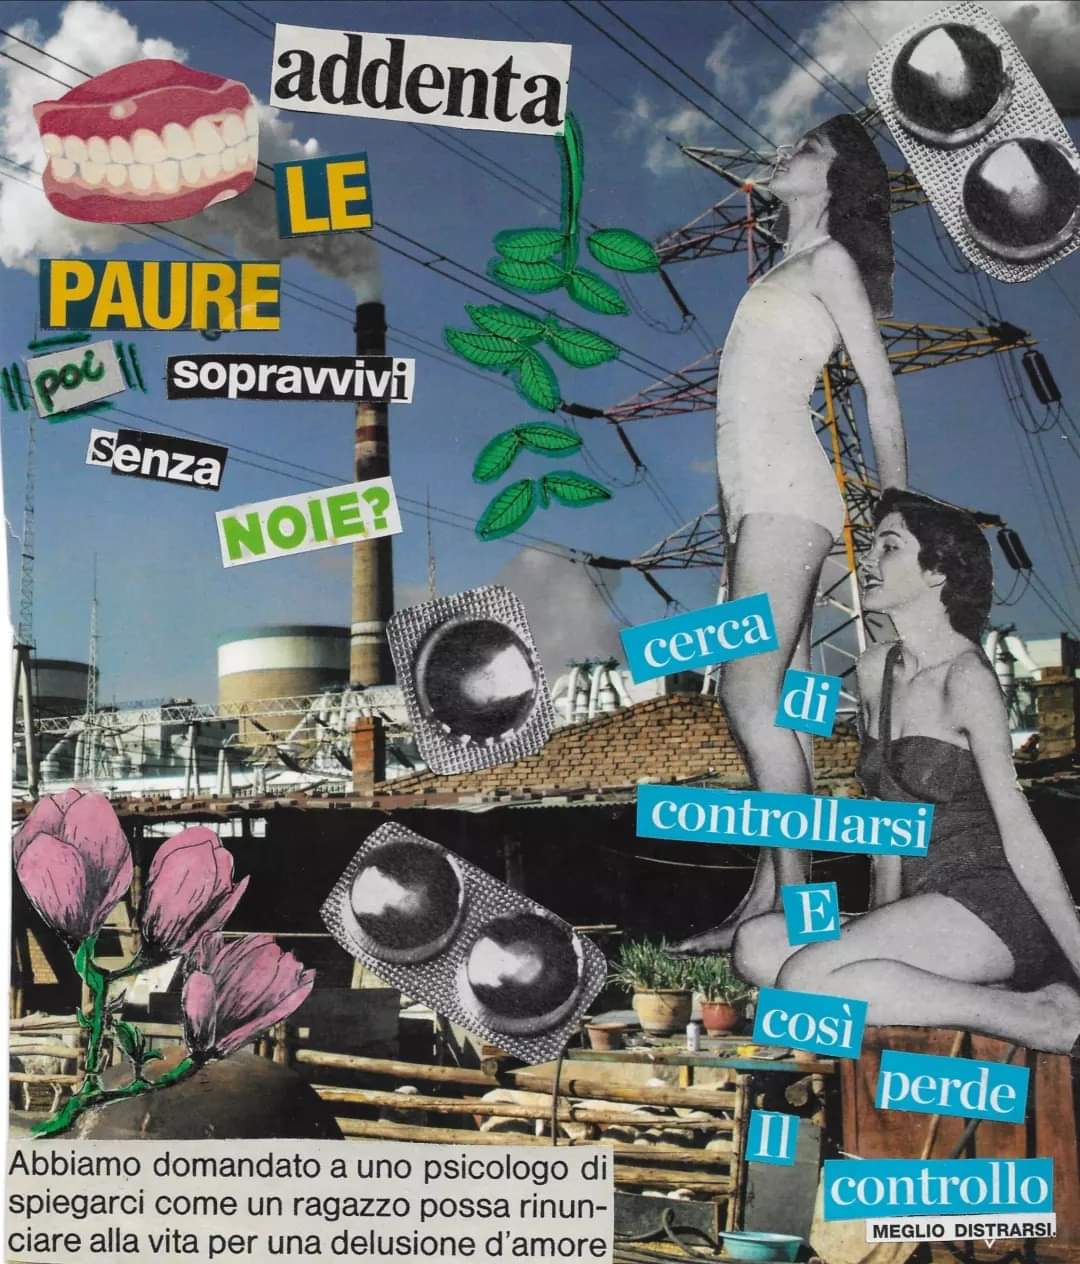 addenta
LE
PAURE
"poi"
sopravvivi
senza
NOIE?
cerca
di
controllarsi
E
così
perde
Il
controllo
MEGLIO DISTRARSI.
Abbiamo domandato a uno psicologo di
spiegarci come un ragazzo possa rinun-
ciare alla vita per una delusione d'amore